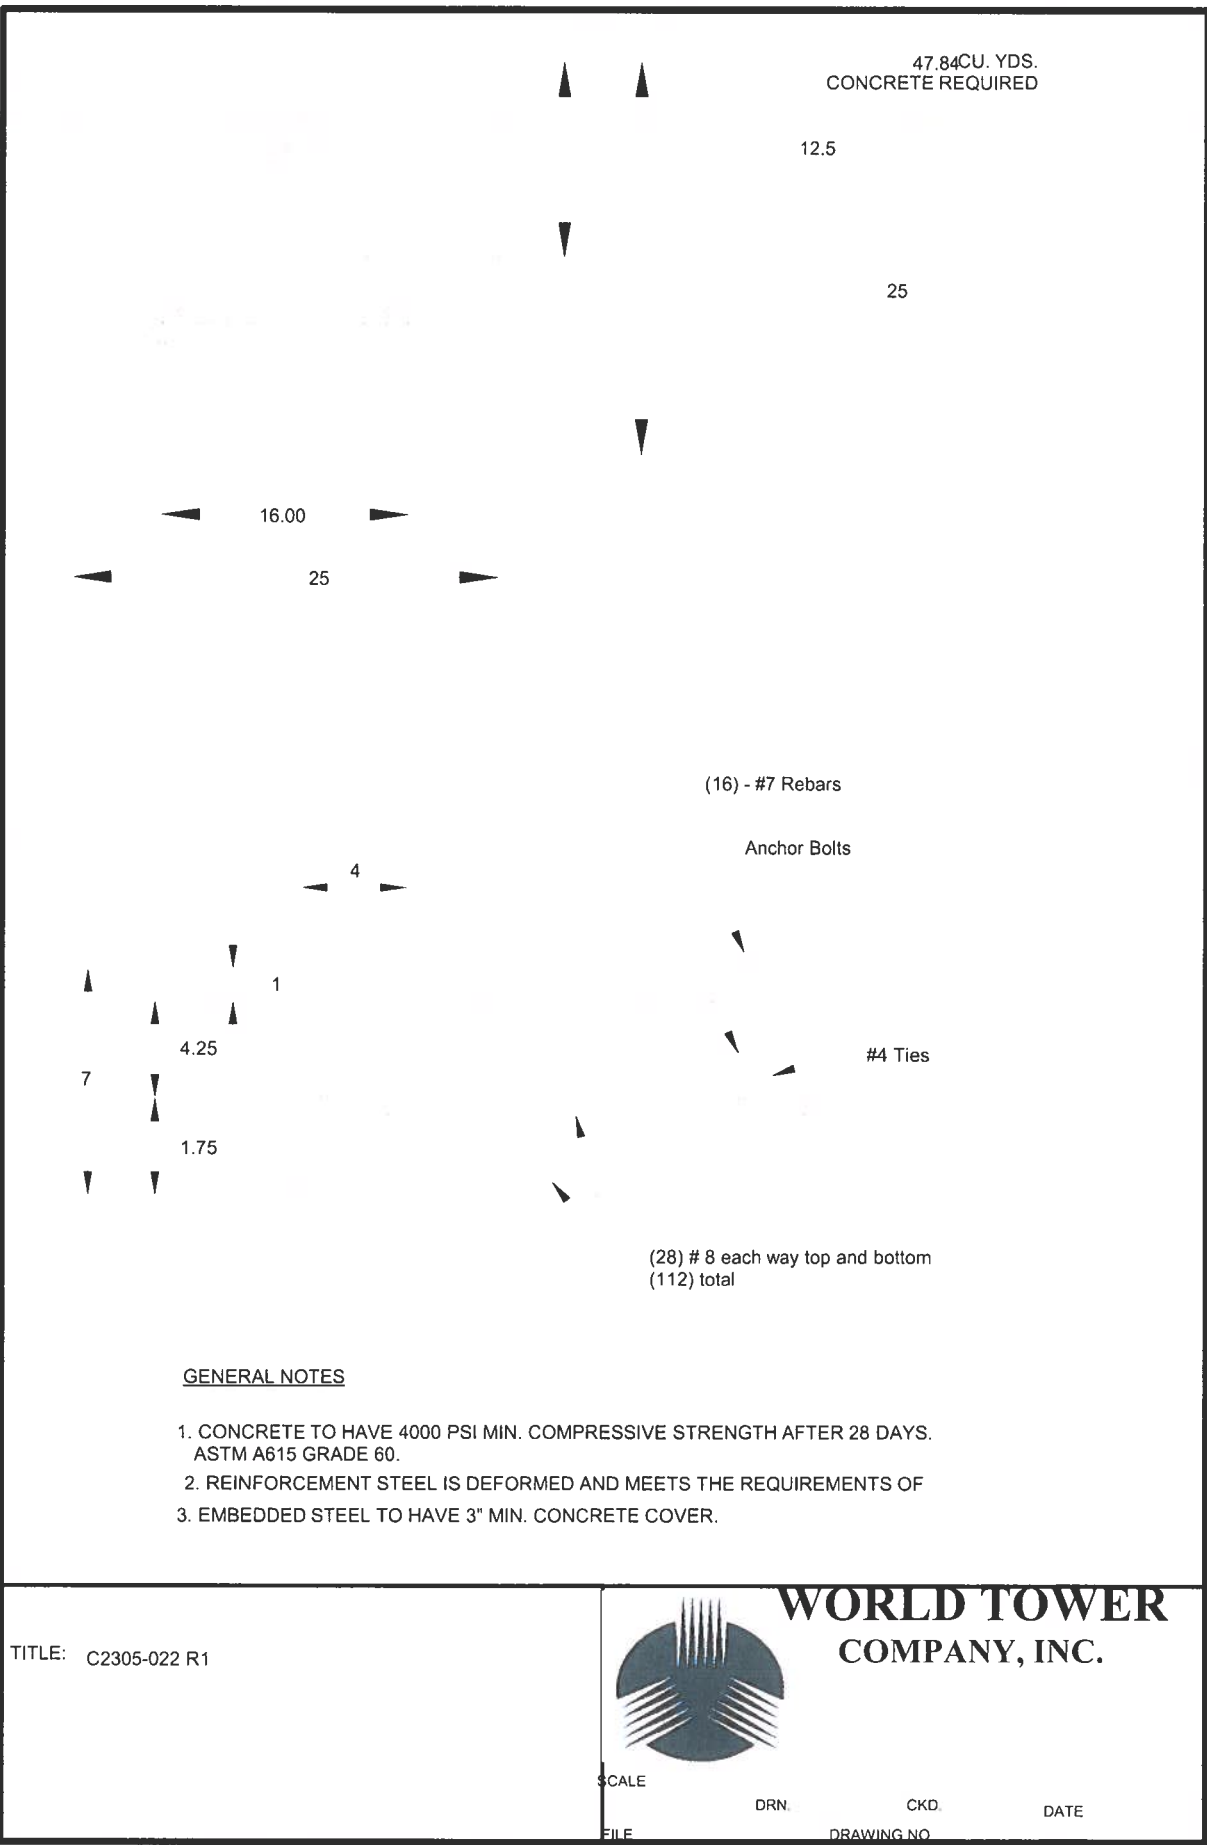 47.84CU. YDS.
CONCRETE REQUIRED
12.5
25
16.00
25
(16) - #7 Rebars
Anchor Bolts
4
1
4.25
#4 Ties
7
1.75
(28) # 8 each way top and bottom
(112) total
GENERAL NOTES
1. CONCRETE TO HAVE 4000 PSI MIN. COMPRESSIVE STRENGTH AFTER 28 DAYS.
ASTM A615 GRADE 60.
2. REINFORCEMENT STEEL IS DEFORMED AND MEETS THE REQUIREMENTS OF
3. EMBEDDED STEEL TO HAVE 3" MIN. CONCRETE COVER.
WORLD TOWER
COMPANY, INC.
TITLE: C2305-022 R1
SCALE
DRN. CKD. DATE
FILE DRAWING NO